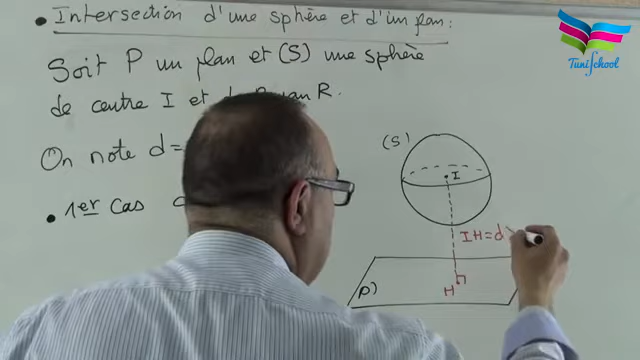 • Intersection d'une sphère et d'un plan:
Soit P un plan et (S) une sphère
de centre I et de R.
On note d=
• 1er cas
(S)
I
IH=d
P)
H
TuniSchool